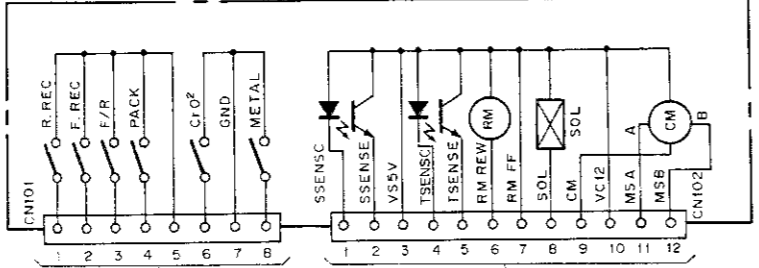 R.REC
F.REC
F/R
PACK
CrO²
GND
METAL
CN101
1 2 3 4 5 6 7 8
SSENSC
SSENSE
VS5V
TSENSC
TSENSE
RM
RM REW
RM FF
SOL
SOL
CM
VC12
A
CM
B
MSA
MSB
CN102
1 2 3 4 5 6 7 8 9 10 11 12